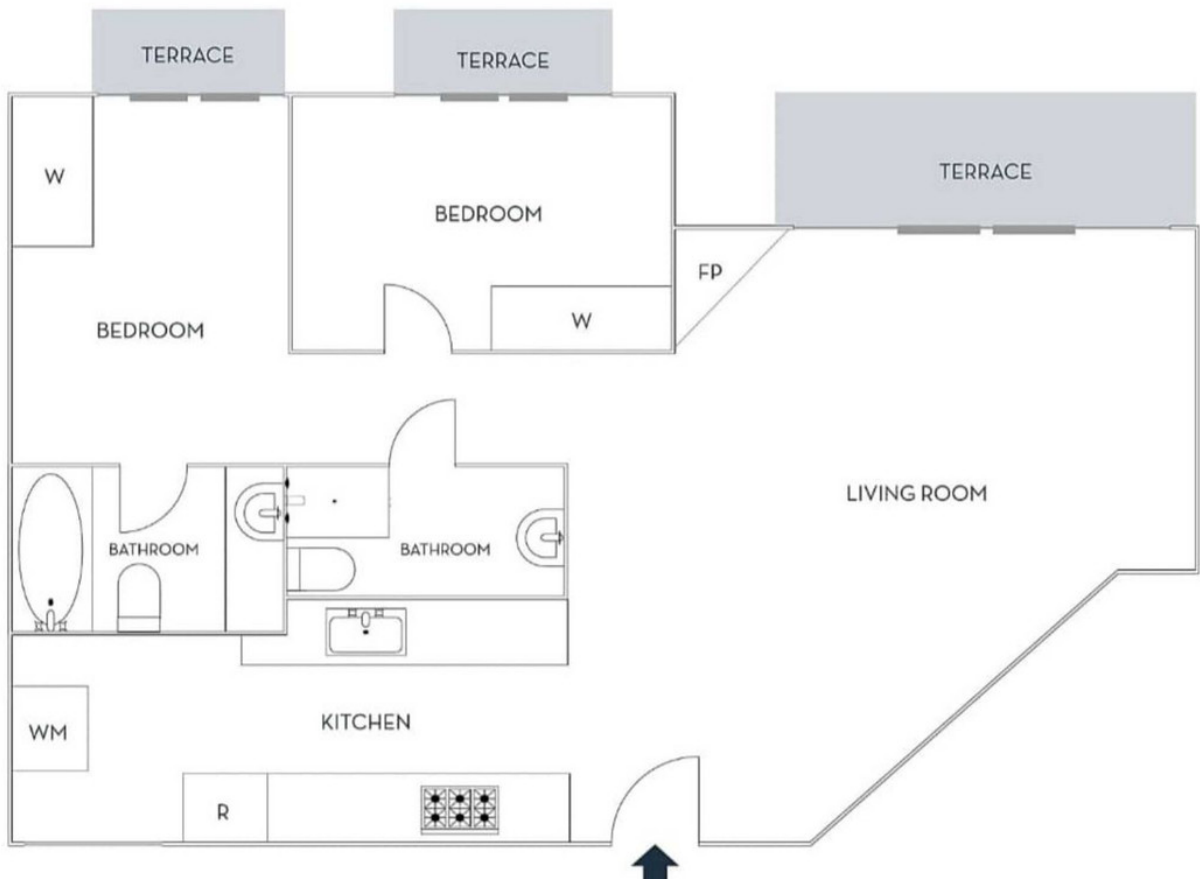 TERRACE
TERRACE
TERRACE
W
BEDROOM
FP
W
BEDROOM
LIVING ROOM
BATHROOM
BATHROOM
KITCHEN
WM
R